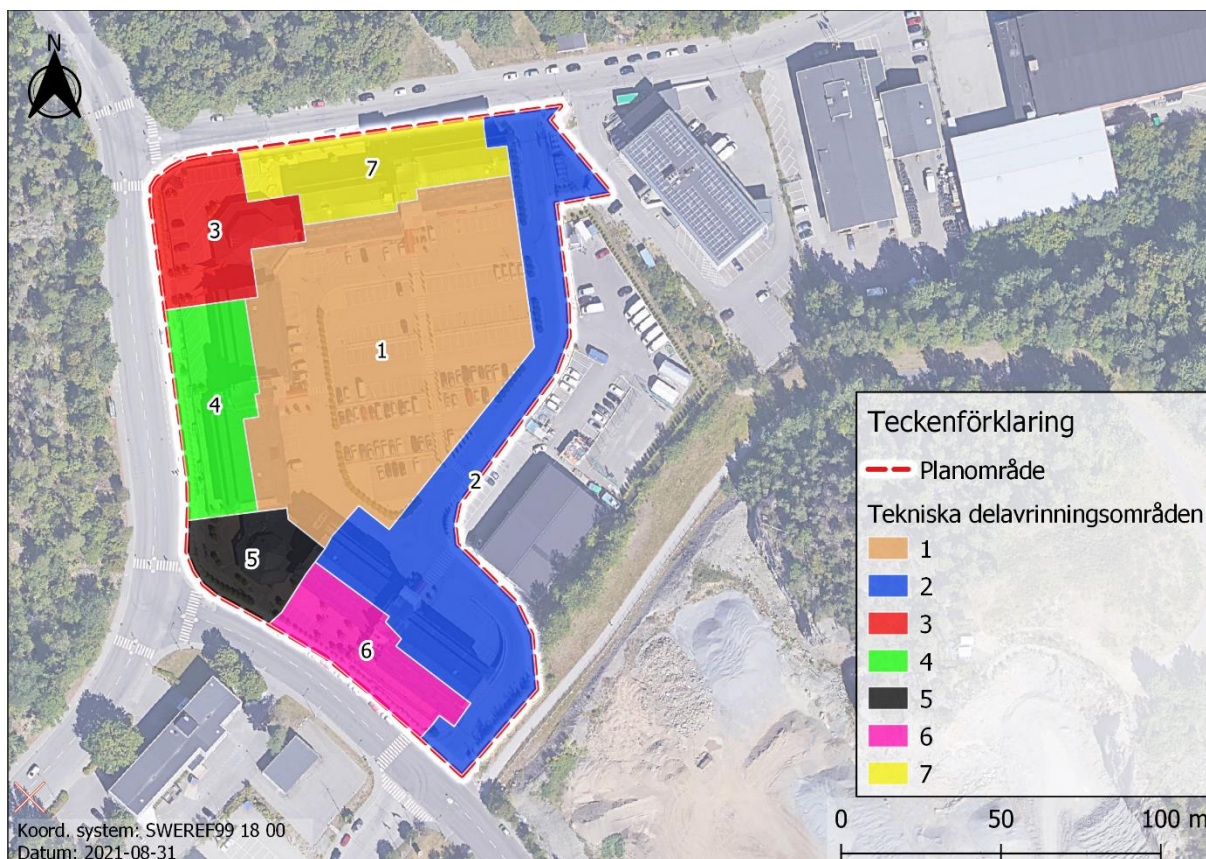 N
7
3
1
4
2
5
6
Teckenförklaring
Planområde
Tekniska delavrinningsområden
1
2
3
4
5
6
7
0 50 100 m
Koord. system: SWEREF99 18 00
Datum: 2021-08-31